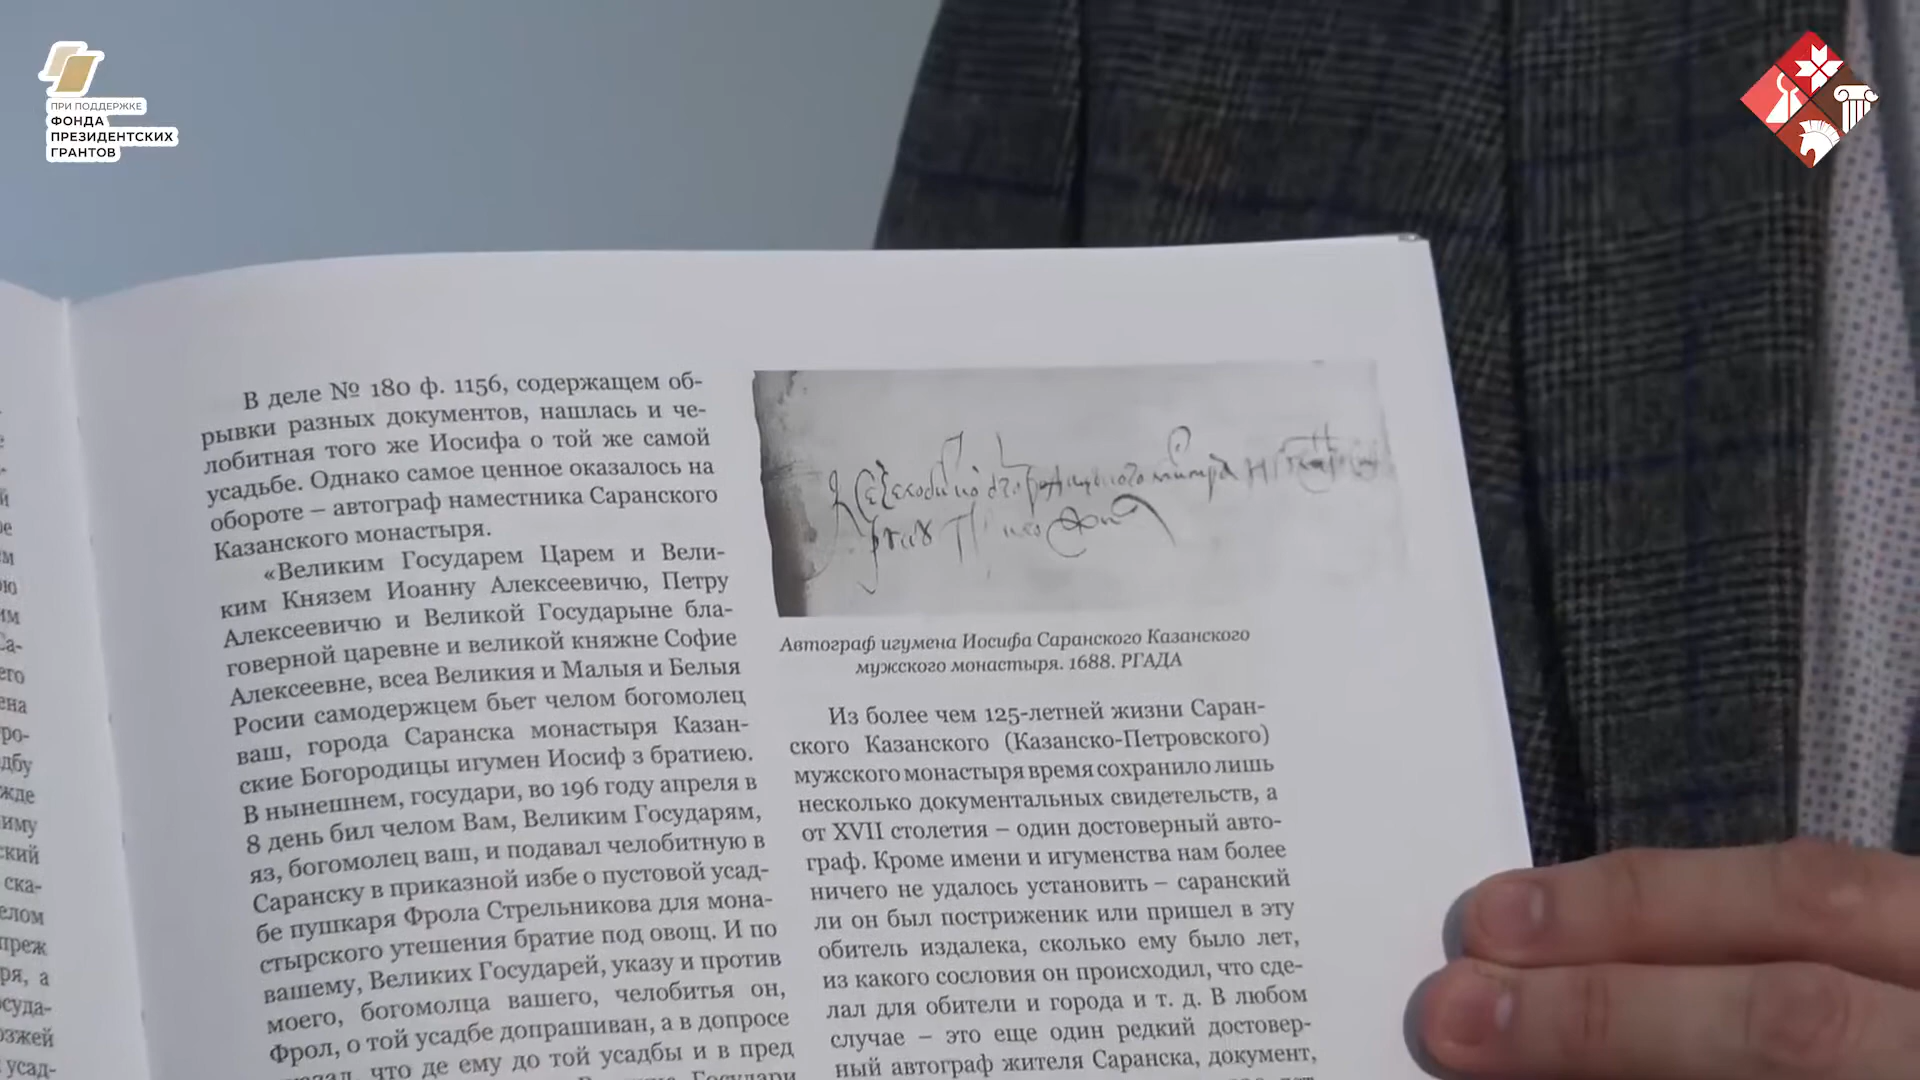 ПРИ ПОДДЕРЖКЕ
ФОНДА
ПРЕЗИДЕНТСКИХ
ГРАНТОВ
В деле № 180 ф. 1156, содержащем об-
рывки разных документов, нашлась и че-
лобитная того же Иосифа о той же самой
усадьбе. Однако самое ценное оказалось на
обороте – автограф наместника Саранского
Казанского монастыря.
«Великим Государем Царем и Вели-
ким Князем Иоанну Алексеевичю, Петру
Алексеевичю и Великой Государыне бла-
говерной царевне и великой княжне Софие
Алексеевне, всеа Великия и Малыя и Белыя
Росии самодержцем бьет челом богомолец
ваш, города Саранска монастыря Казан-
ские Богородицы игумен Иосиф з братиею.
В нынешнем, государи, во 196 году апреля в
8 день бил челом Вам, Великим Государям,
яз, богомолец ваш, и подавал челобитную в
Саранску в приказной избе о пустовой усад-
бе пушкаря Фрола Стрельникова для мона-
стырского утешения братие под овощ. И по
вашему, Великих Государей, указу и против
моего, богомолца вашего, челобитья он,
Фрол, о той усадбе допрашиван, а в допросе
что де ему до той усадбы и в пред
Автограф игумена Иосифа Саранского Казанского
мужского монастыря. 1688. РГАДА
Из более чем 125-летней жизни Саран-
ского Казанского (Казанско-Петровского)
мужского монастыря время сохранило лишь
несколько документальных свидетельств, а
от XVII столетия – один достоверный авто-
граф. Кроме имени и игуменства нам более
ничего не удалось установить – саранский
ли он был постриженик или пришел в эту
обитель издалека, сколько ему было лет,
из какого сословия он происходил, что сде-
лал для обители и города и т. д. В любом
случае – это еще один редкий достовер-
ный автограф жителя Саранска, документ,